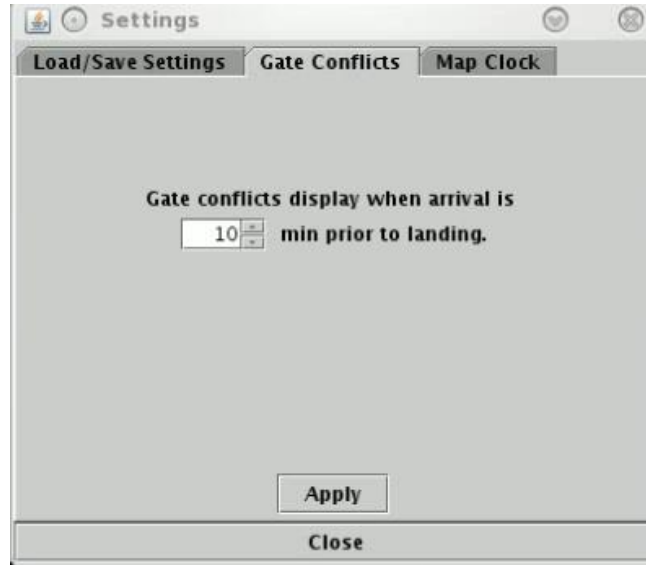 Settings
Load/Save Settings Gate Conflicts Map Clock
Gate conflicts display when arrival is
10 min prior to landing.
Apply
Close